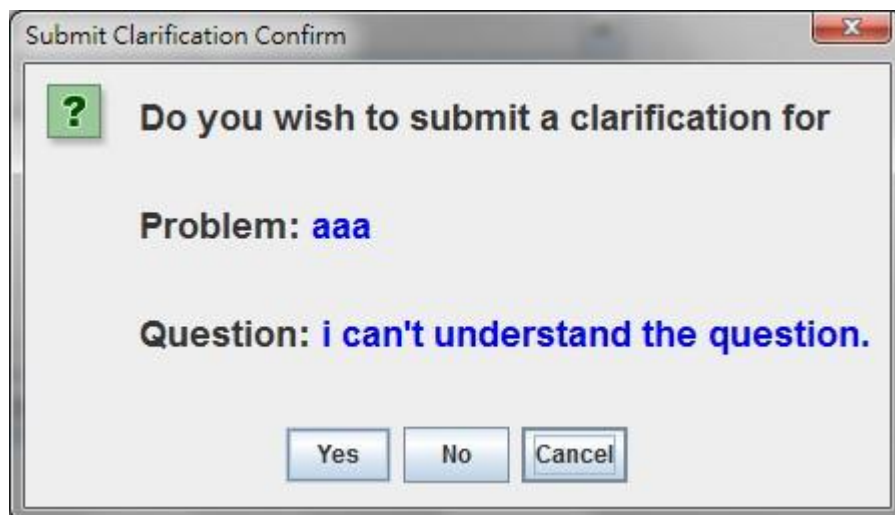 Submit Clarification Confirm
Do you wish to submit a clarification for
Problem: aaa
Question: i can't understand the question.
Yes No Cancel